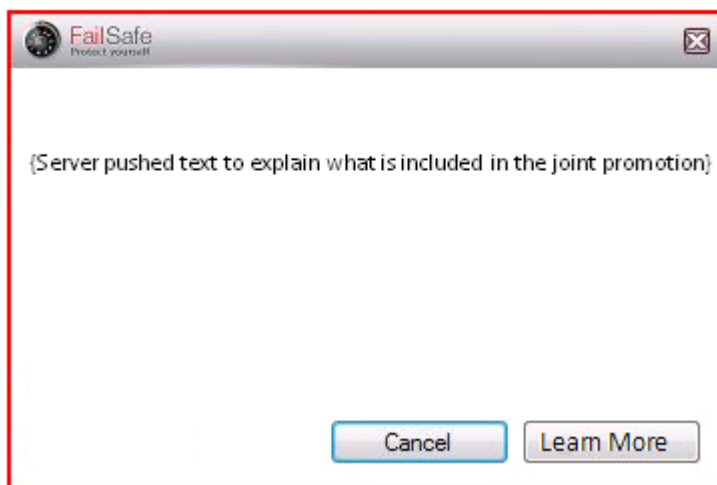 FailSafe
Protect yourself
{Server pushed text to explain what is included in the joint promotion}
Cancel
Learn More